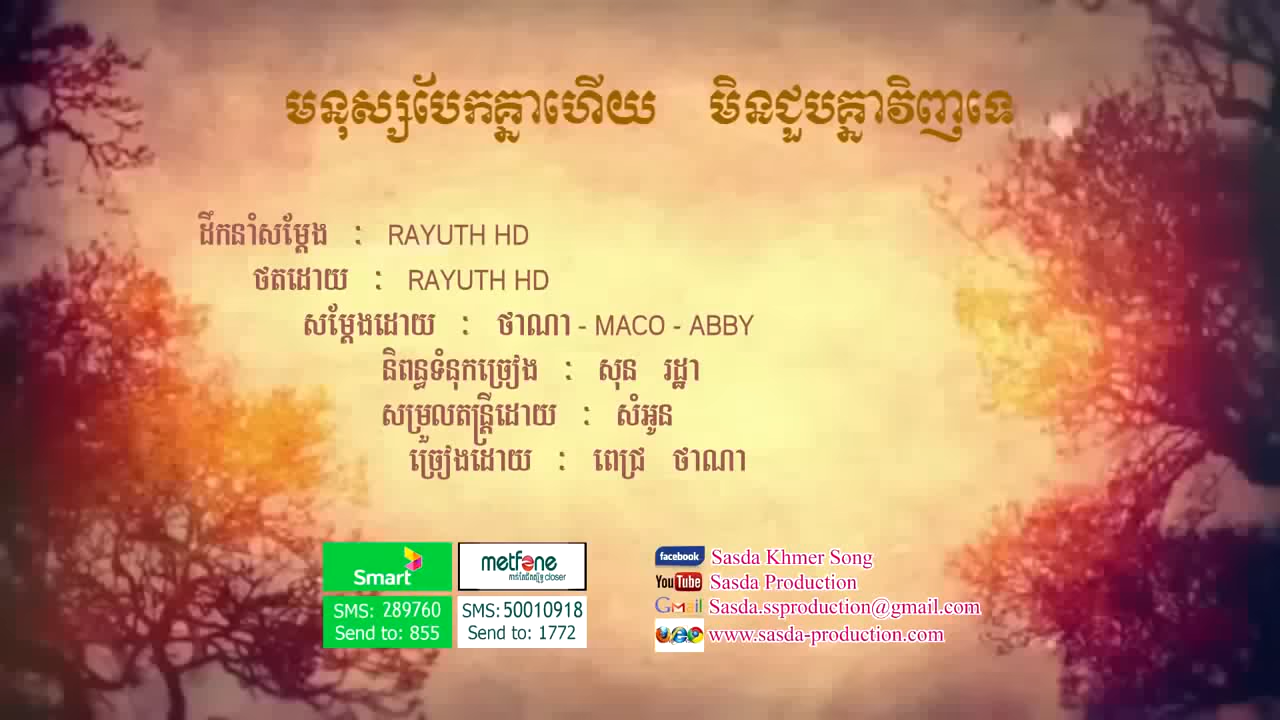 មនុស្សបែកគ្នាហើយ មិនជួបគ្នាវិញទេ
ដឹកនាំសម្ដែង : RAYUTH HD
ថតដោយ : RAYUTH HD
សម្ដែងដោយ : ថាណា - MACO - ABBY
និពន្ធទំនុកច្រៀង : សុន រដ្ឋា
សម្រួលតន្ត្រីដោយ : សំអូន
ច្រៀងដោយ : ពេជ្រ ថាណា
Smart
SMS: 289760
Send to: 855
metfone
closer
SMS: 50010918
Send to: 1772
facebook Sasda Khmer Song
YouTube Sasda Production
Gmail Sasda.ssproduction@gmail.com
www.sasda-production.com